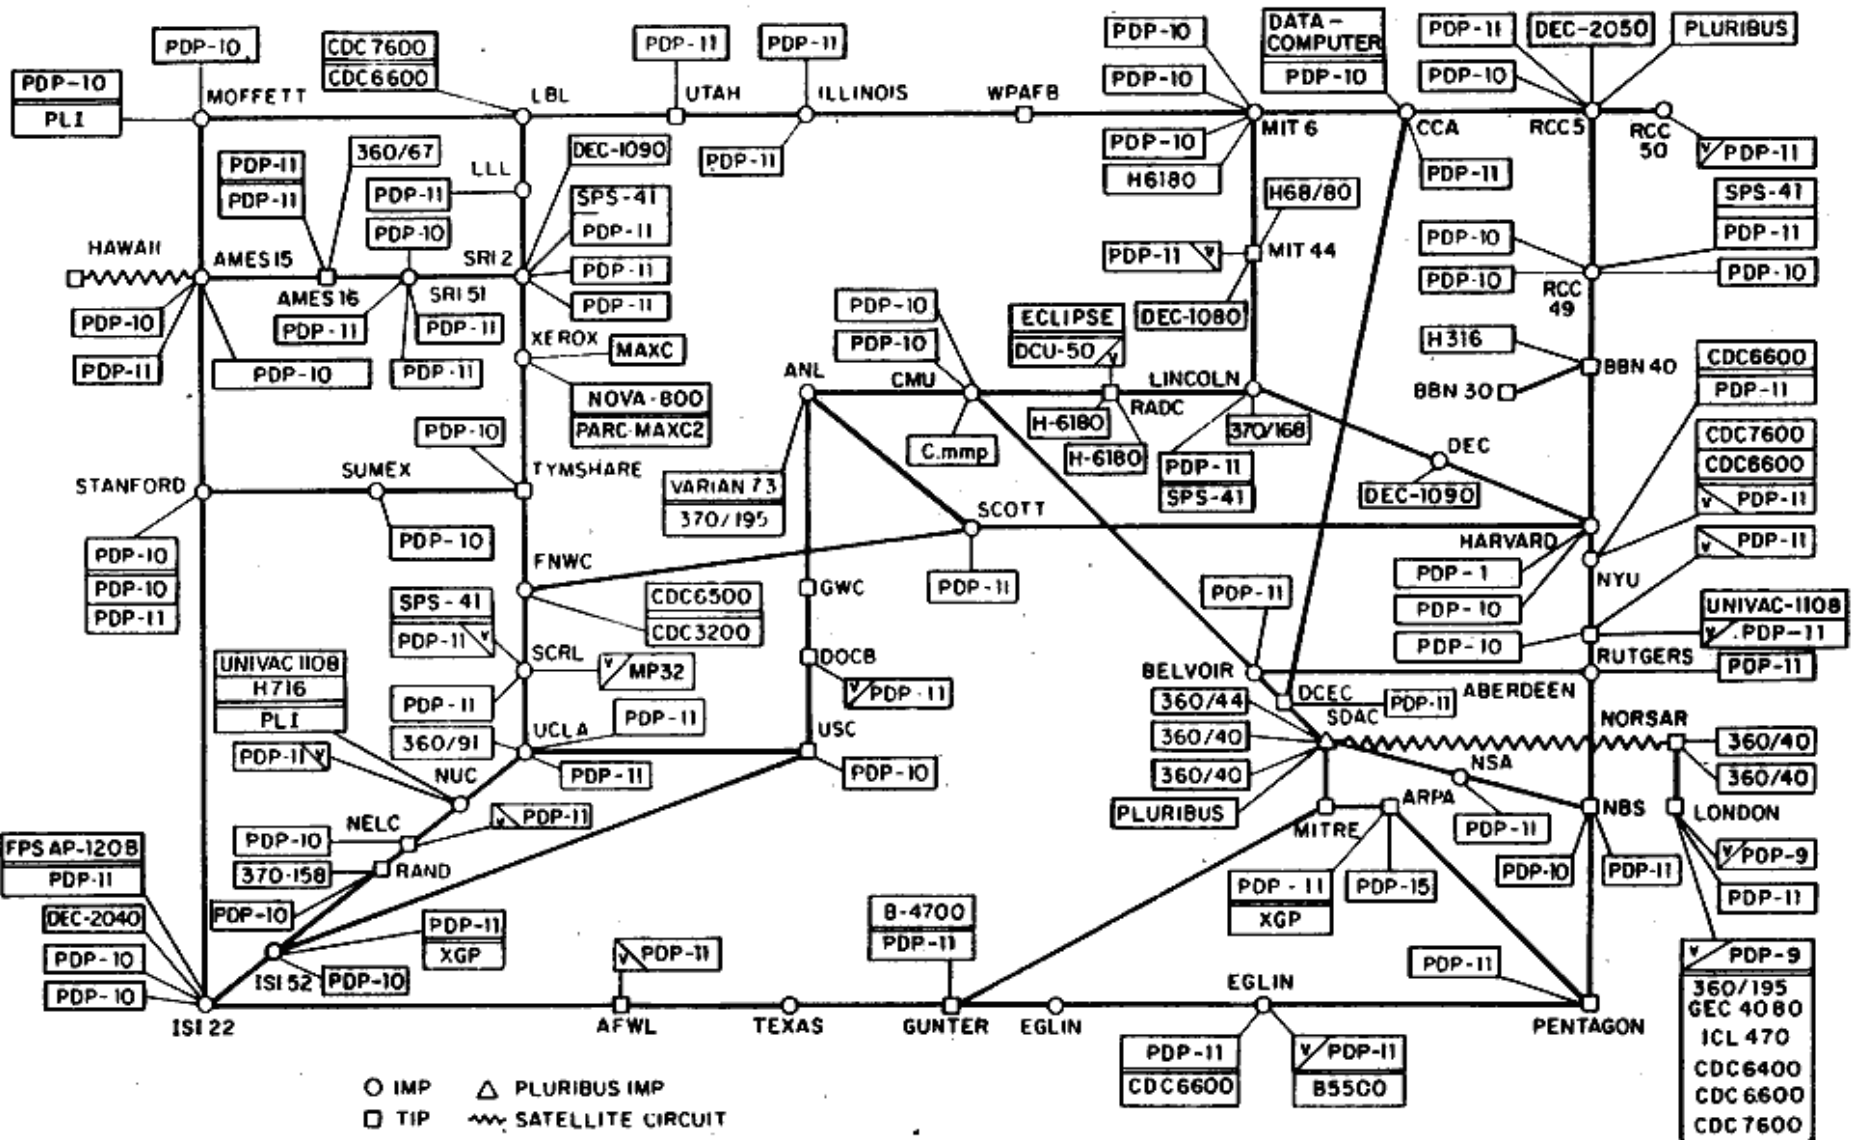 PDP-10
CDC 7600
CDC 6600
PDP-11
PDP-11
PDP-10
DATA-
COMPUTER
PDP-10
PDP-11
DEC-2050
PLURIBUS
PDP-10
PLI
MOFFETT
LBL
UTAH
ILLINOIS
WPAFB
PDP-10
PDP-10
H6180
MIT 6
CCA
PDP-10
RCC 5
RCC
50
PDP-11
PDP-11
PDP-11
PDP-11
PDP-11
360/67
LLL
PDP-11
PDP-10
DEC-1090
SPS-41
PDP-11
PDP-11
PDP-11
H68/80
PDP-11 V
MIT 44
DEC-1080
V PDP-11
SPS-41
PDP-11
PDP-10
PDP-10
PDP-10
RCC
49
HAWAII
AMES 15
AMES 16
SRI 51
SRI 2
PDP-10
PDP-11
PDP-11
PDP-11
PDP-10
PDP-11
XEROX
MAXC
NOVA-800
PARC-MAXC2
PDP-10
PDP-10
ECLIPSE
DCU-50 V
H316
BBN 40
BBN 30
CDC6600
PDP-11
ANL
CMU
RADC
LINCOLN
C.mmp
H-6180
H-6180
370/168
PDP-11
SPS-41
DEC
DEC-1090
CDC7600
CDC6600
V PDP-11
PDP-10
STANFORD
SUMEX
TYMSHARE
VARIAN 73
370/195
SCOTT
HARVARD
V PDP-11
PDP-10
PDP-10
PDP-11
PDP-10
FNWC
CDC6500
CDC3200
PDP-11
GWC
PDP-1
PDP-10
PDP-10
NYU
UNIVAC-1108
V PDP-11
SPS-41
PDP-11 V
SCRL
V MP32
PDP-11
DOCB
V PDP-11
PDP-11
BELVOIR
ABERDEEN
RUTGERS
PDP-11
UNIVAC 1108
H716
PLI
PDP-11 V
360/91
UCLA
PDP-11
PDP-11
USC
PDP-10
360/44
360/40
360/40
PLURIBUS
DCEC
SDAC
PDP-11
NORSAR
360/40
360/40
NUC
NELC
PDP-10
V PDP-11
370-158
RAND
PDP-10
NSA
PDP-11
NBS
LONDON
MITRE
ARPA
PDP-11
XGP
PDP-15
PDP-10
PDP-11
V PDP-9
PDP-11
FPS AP-120B
PDP-11
DEC-2040
PDP-10
PDP-10
PDP-11
XGP
ISI 52
PDP-10
V PDP-11
B-4700
PDP-11
EGLIN
PDP-11
V PDP-9
360/195
GEC 4080
ICL 470
CDC6400
CDC 6600
CDC 7600
ISI 22
AFWL
TEXAS
GUNTER
EGLIN
PENTAGON
PDP-11
CDC6600
V PDP-11
B5500
IMP
PLURIBUS IMP
TIP
SATELLITE CIRCUIT